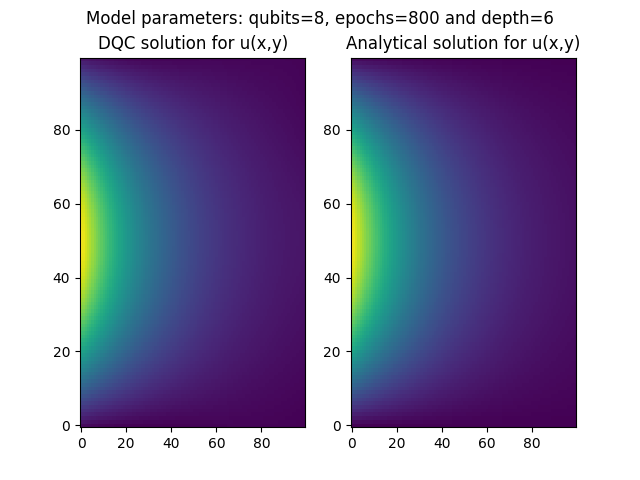 Model parameters: qubits=8, epochs=800 and depth=6
DQC solution for u(x,y)
80
60
40
20
0
0 20 40 60 80
Analytical solution for u(x,y)
80
60
40
20
0
0 20 40 60 80